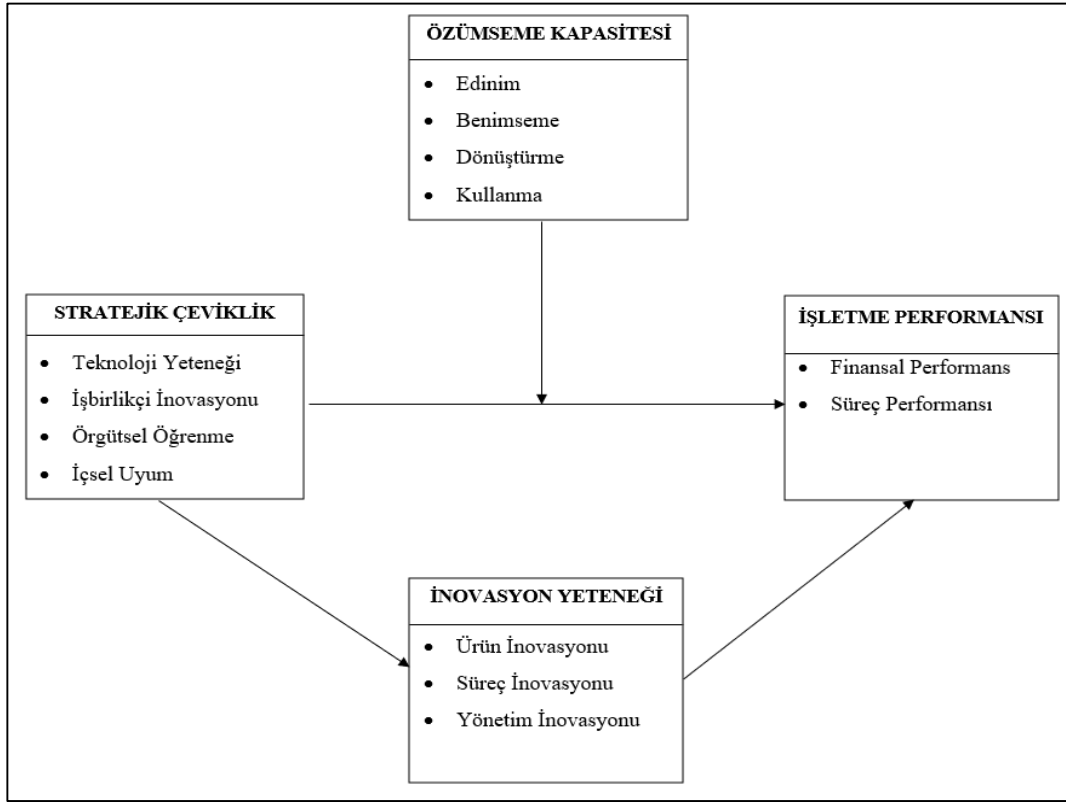 ÖZÜMSEME KAPASİTESİ
• Edinim
• Benimseme
• Dönüştürme
• Kullanma
STRATEJİK ÇEVİKLİK
• Teknoloji Yeteneği
• İşbirlikçi İnovasyonu
• Örgütsel Öğrenme
• İçsel Uyum
İŞLETME PERFORMANSI
• Finansal Performans
• Süreç Performansı
İNOVASYON YETENEĞİ
• Ürün İnovasyonu
• Süreç İnovasyonu
• Yönetim İnovasyonu